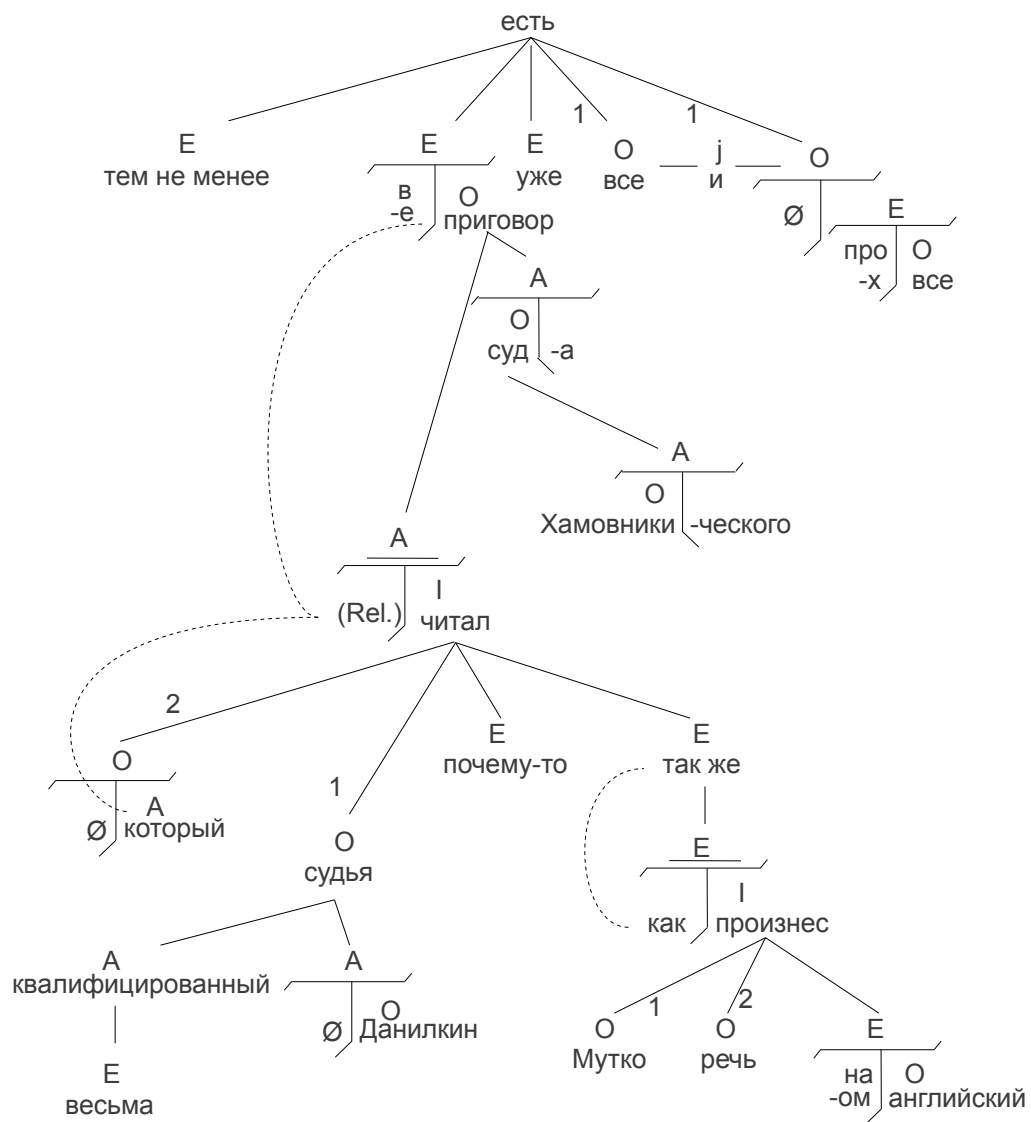 есть
1 1
E E E O j O
тем не менее в -е O приговор уже все и
Ø E
про -х O все
A
O
суд -а
A
O
Хамовники -ческого
A
I
(Rel.) читал
2
O E E
почему-то так же
1
A
Ø который
O
судья
E
I
как произнес
A A
квалифицированный
O
Ø Данилкин
1 2
O O E
Мутко речь на -ом O английский
E
весьма